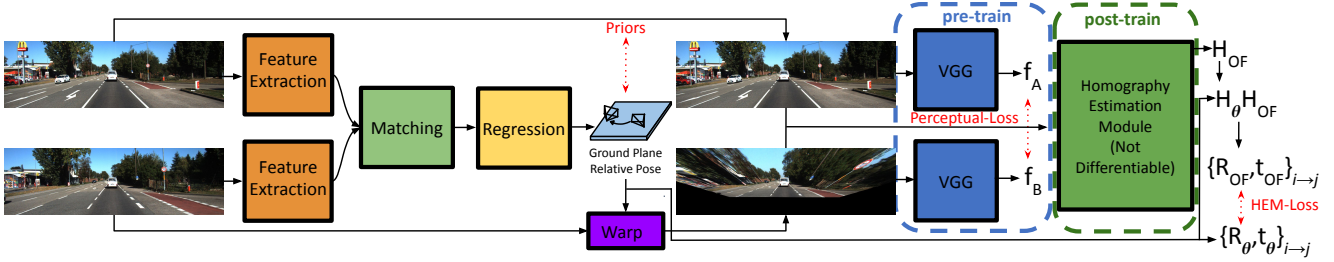 pre-train
post-train
Priors
Feature
Extraction
Matching
Regression
Ground Plane
Relative Pose
Feature
Extraction
Warp
VGG
f_A
Perceptual-Loss
VGG
f_B
Homography
Estimation
Module
(Not
Differentiable)
H_OF
H_θH_OF
{R_OF,t_OF}_i→j
HEM-Loss
{R_θ,t_θ}_i→j